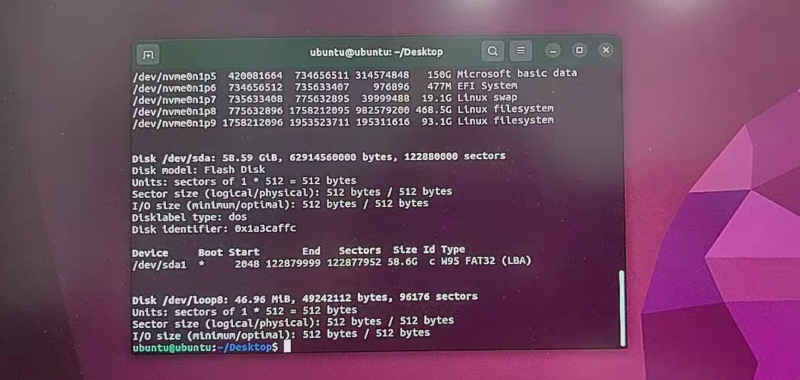 ubuntu@ubuntu: ~/Desktop
/dev/nvme0n1p5 420081664 734656511 314574848 150G Microsoft basic data
/dev/nvme0n1p6 734656512 735633407 976896 477M EFI System
/dev/nvme0n1p7 735633408 775632895 39999488 19.1G Linux swap
/dev/nvme0n1p8 775632896 1758212095 982579200 468.5G Linux filesystem
/dev/nvme0n1p9 1758212096 1953523711 195311616 93.1G Linux filesystem
Disk /dev/sda: 58.59 GiB, 62914560000 bytes, 122880000 sectors
Disk model: Flash Disk
Units: sectors of 1 * 512 = 512 bytes
Sector size (logical/physical): 512 bytes / 512 bytes
I/O size (minimum/optimal): 512 bytes / 512 bytes
Disklabel type: dos
Disk identifier: 0x1a3caffc
Device Boot Start End Sectors Size Id Type
/dev/sda1 * 2048 122879999 122877952 58.6G c W95 FAT32 (LBA)
Disk /dev/loop8: 46.96 MiB, 49242112 bytes, 96176 sectors
Units: sectors of 1 * 512 = 512 bytes
Sector size (logical/physical): 512 bytes / 512 bytes
I/O size (minimum/optimal): 512 bytes / 512 bytes
ubuntu@ubuntu:~/Desktop$